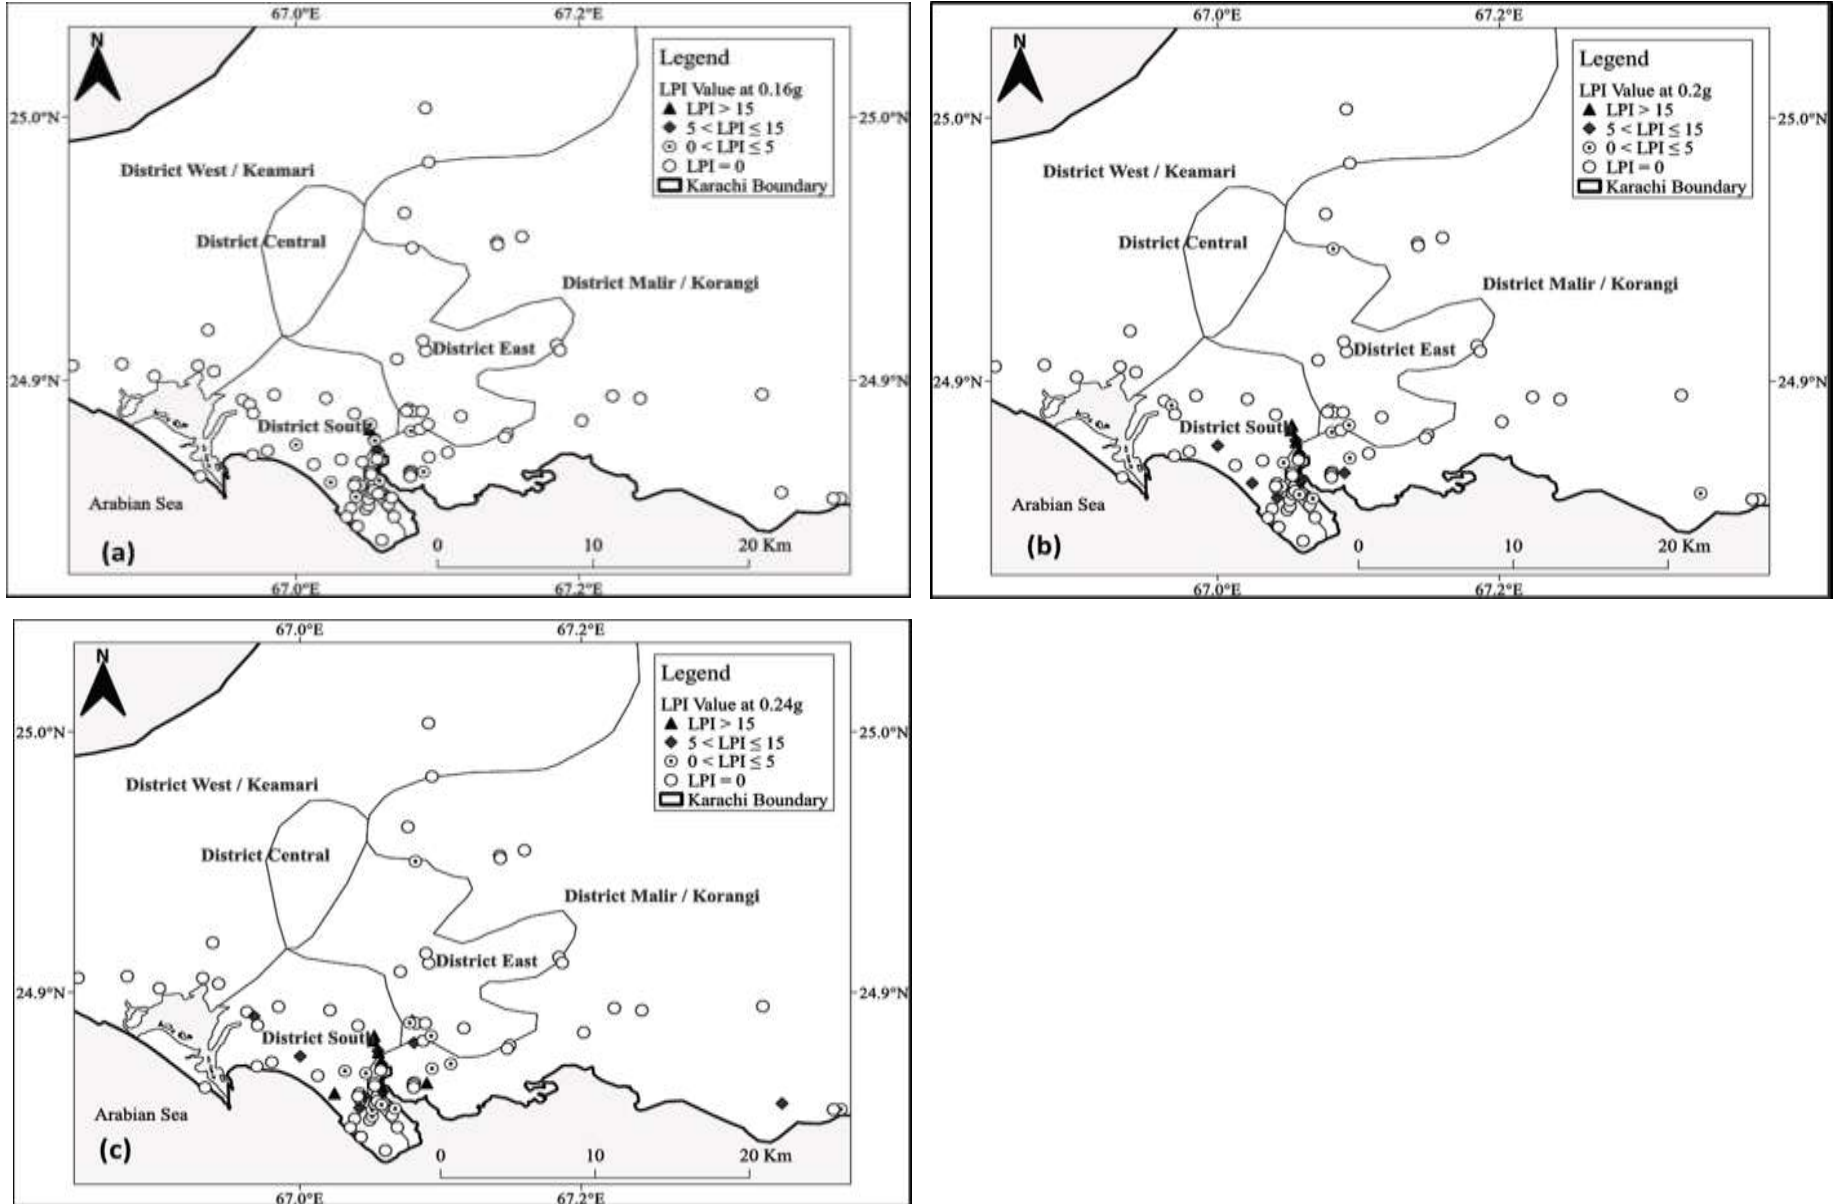 67.0°E 67.2°E
N
Legend
LPI Value at 0.16g
LPI > 15
5 < LPI ≤ 15
0 < LPI ≤ 5
LPI = 0
Karachi Boundary
25.0°N 25.0°N
District West / Keamari
District Central
District Malir / Korangi
District East
24.9°N 24.9°N
District South
Arabian Sea
(a)
0 10 20 Km
67.0°E 67.2°E
67.0°E 67.2°E
N
Legend
LPI Value at 0.2g
LPI > 15
5 < LPI ≤ 15
0 < LPI ≤ 5
LPI = 0
Karachi Boundary
25.0°N 25.0°N
District West / Keamari
District Central
District Malir / Korangi
District East
24.9°N 24.9°N
District South
Arabian Sea
(b)
0 10 20 Km
67.0°E 67.2°E
67.0°E 67.2°E
N
Legend
LPI Value at 0.24g
LPI > 15
5 < LPI ≤ 15
0 < LPI ≤ 5
LPI = 0
Karachi Boundary
25.0°N 25.0°N
District West / Keamari
District Central
District Malir / Korangi
District East
24.9°N 24.9°N
District South
Arabian Sea
(c)
0 10 20 Km
67.0°E 67.2°E